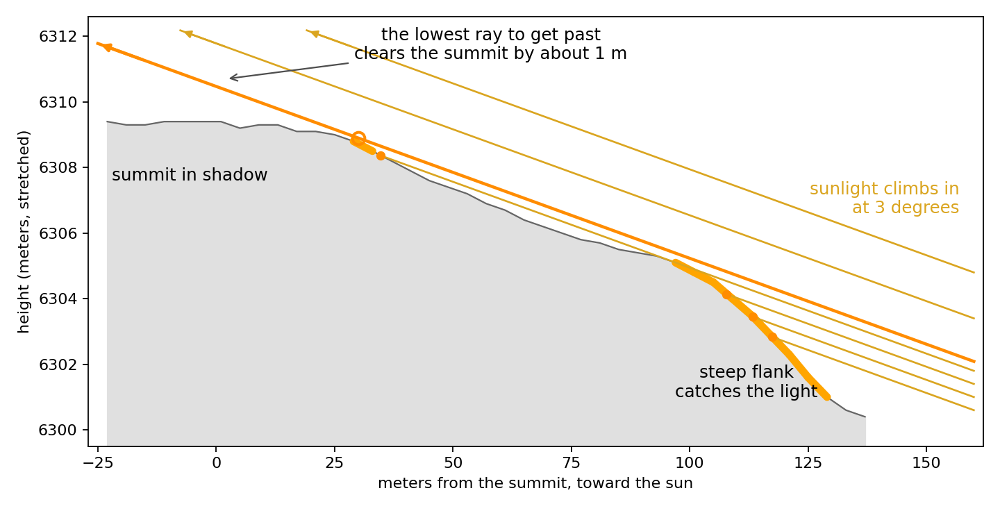 the lowest ray to get past
clears the summit by about 1 m
summit in shadow
sunlight climbs in
at 3 degrees
steep flank
catches the light
height (meters, stretched)
6312
6310
6308
6306
6304
6302
6300
−25
0
25
50
75
100
125
150
meters from the summit, toward the sun